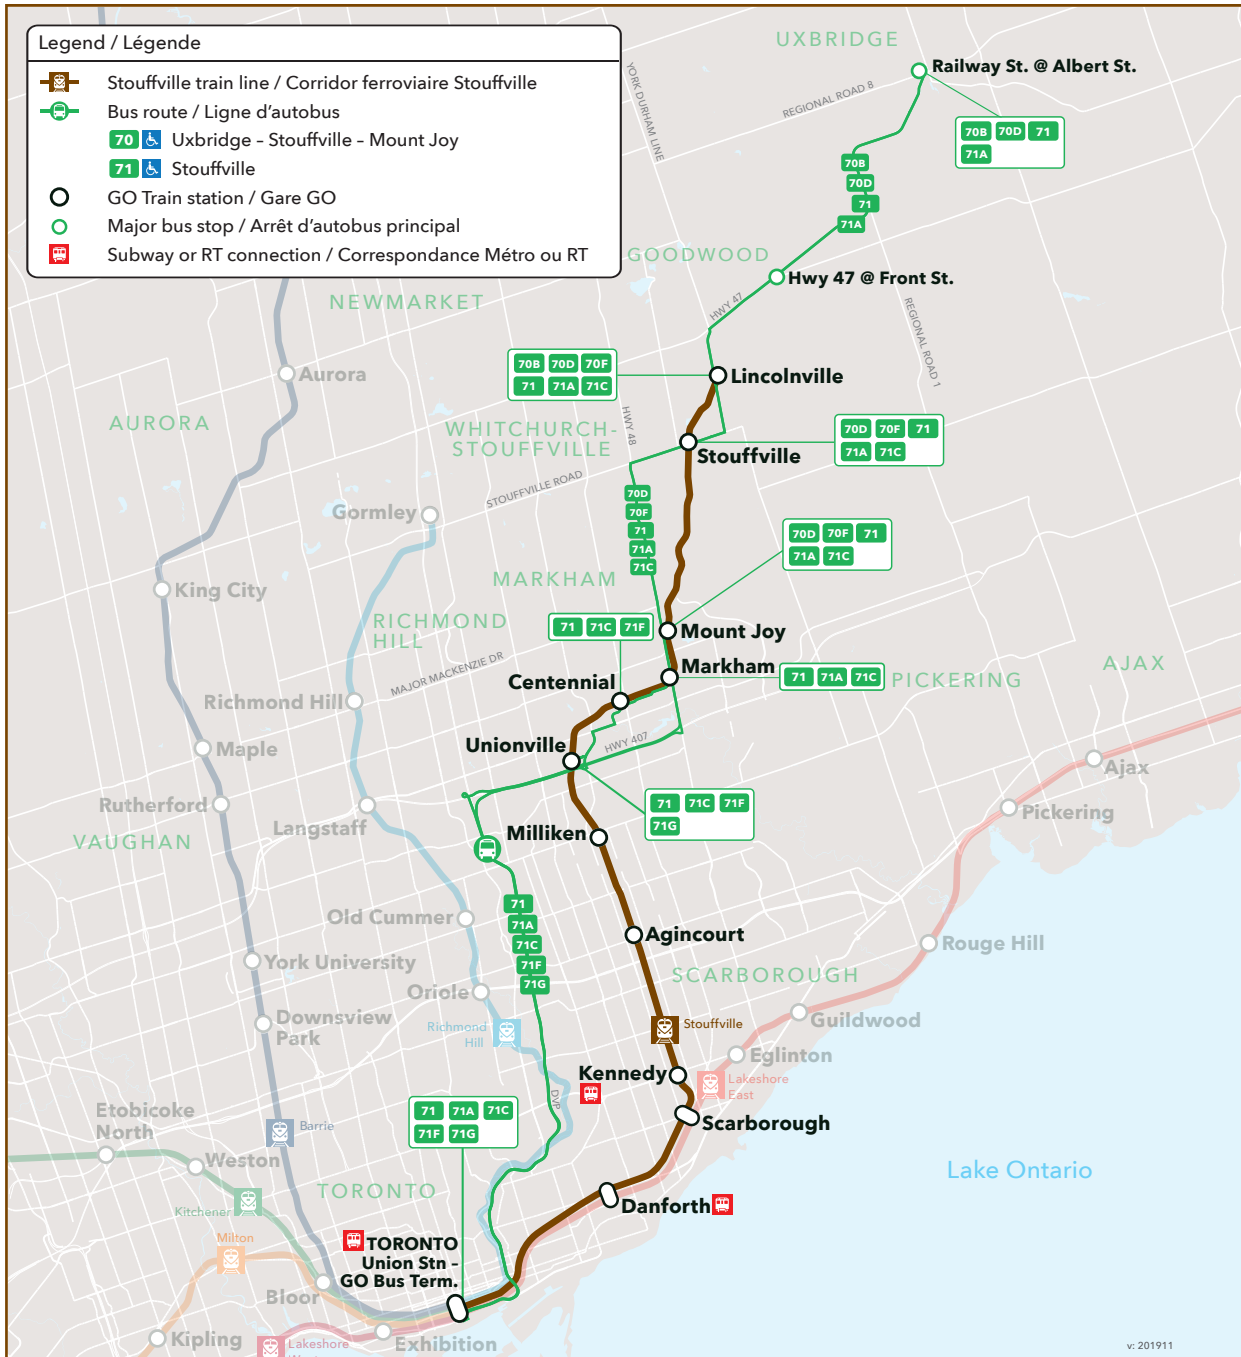 Legend / Légende
Stouffville train line / Corridor ferroviaire Stouffville
Bus route / Ligne d'autobus
70 Uxbridge – Stouffville – Mount Joy
71 Stouffville
GO Train station / Gare GO
Major bus stop / Arrêt d'autobus principal
Subway or RT connection / Correspondance Métro ou RT
UXBRIDGE
Railway St. @ Albert St.
YORK DURHAM LINE
REGIONAL ROAD 8
70B 70D 71
71A
70B
70D
71
71A
GOODWOOD
Hwy 47 @ Front St.
NEWMARKET
HWY 47
REGIONAL ROAD 1
Aurora
70B 70D 70F
71 71A 71C
Lincolnville
AURORA
HWY 48
WHITCHURCH-
STOUFFVILLE
70D 70F 71
71A 71C
Stouffville
STOUFFVILLE ROAD
Gormley
70D
70F
71
71A
71C
70D 70F 71
71A 71C
MARKHAM
King City
RICHMOND
HILL
71 71C 71F
Mount Joy
MAJOR MACKENZIE DR
Markham
71 71A 71C
PICKERING
AJAX
Centennial
Richmond Hill
Unionville
HWY 407
Maple
Ajax
Rutherford
Langstaff
71 71C 71F
71G
Pickering
VAUGHAN
Milliken
71
71A
71C
71F
71G
Old Cummer
Agincourt
Rouge Hill
York University
SCARBOROUGH
Oriole
Downsview
Park
Richmond
Hill
Stouffville
Guildwood
Eglinton
Kennedy
Lakeshore
East
DVP
Etobicoke
North
Barrie
71 71A 71C
71F 71G
Scarborough
Weston
Lake Ontario
TORONTO
Kitchener
Danforth
Milton
TORONTO
Union Stn –
GO Bus Term.
Bloor
Kipling
Lakeshore
West
Exhibition
v: 201911